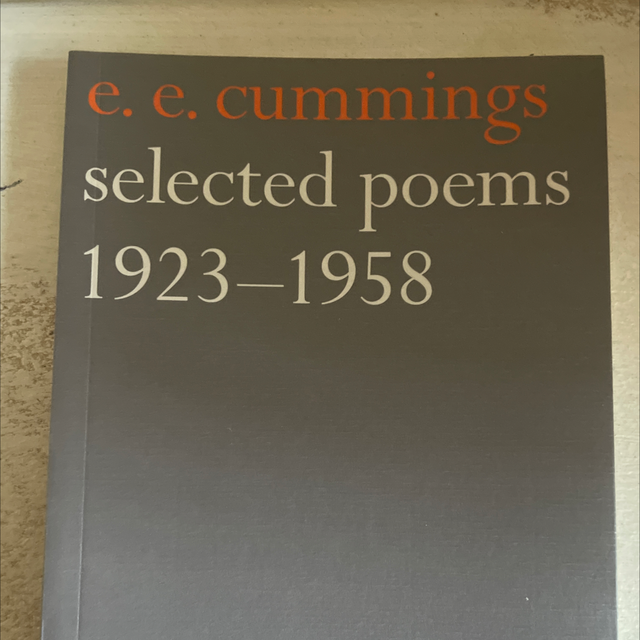 e. e. cummings
selected poems
1923–1958